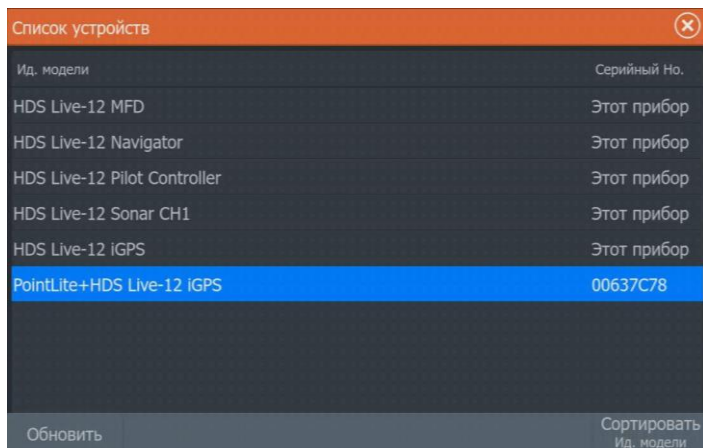 Список устройств
Ид. модели Серийный Но.
HDS Live-12 MFD Этот прибор
HDS Live-12 Navigator Этот прибор
HDS Live-12 Pilot Controller Этот прибор
HDS Live-12 Sonar CH1 Этот прибор
HDS Live-12 iGPS Этот прибор
PointLite+HDS Live-12 iGPS 00637C78
Обновить Сортировать
Ид. модели